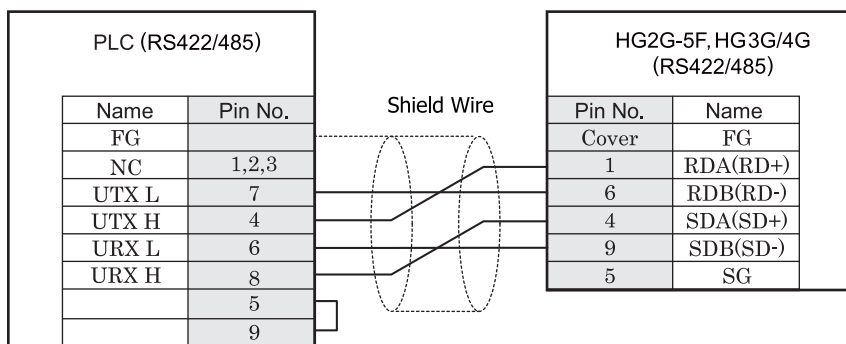 PLC (RS422/485)
Name Pin No.
FG
NC 1,2,3
UTX L 7
UTX H 4
URX L 6
URX H 8
5
9
Shield Wire
HG2G-5F, HG3G/4G
(RS422/485)
Pin No. Name
Cover FG
1 RDA(RD+)
6 RDB(RD-)
4 SDA(SD+)
9 SDB(SD-)
5 SG